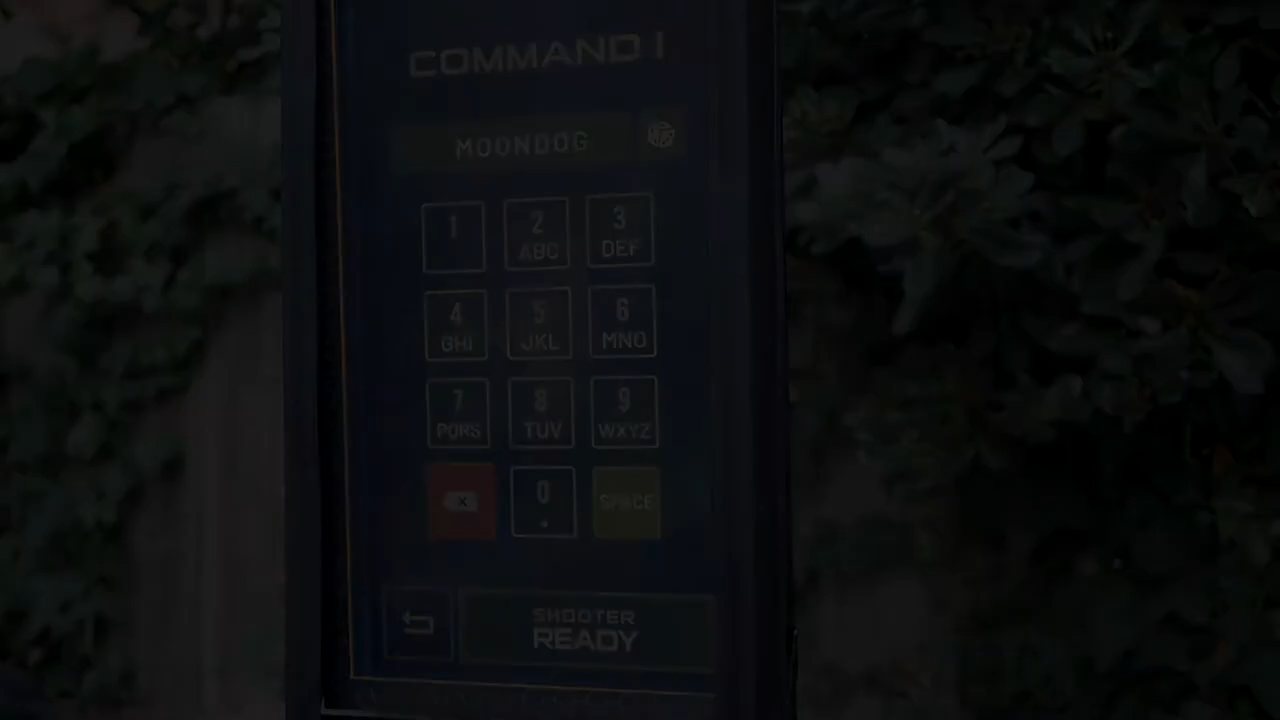 COMMAND 1
MOONDOG
1
2
ABC
3
DEF
4
GHI
5
JKL
6
MNO
7
PQRS
8
TUV
9
WXYZ
0
SPACE
SHOOTER
READY